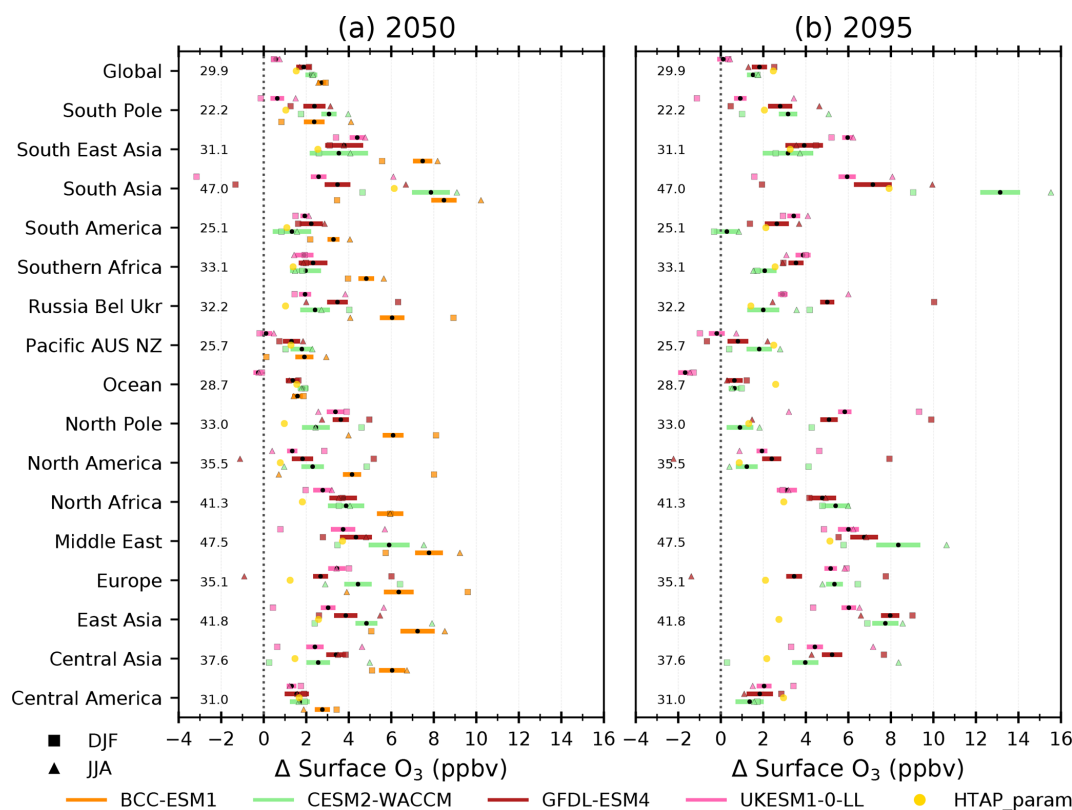 (a) 2050
(b) 2095
Global 29.9 29.9
South Pole 22.2 22.2
South East Asia 31.1 31.1
South Asia 47.0 47.0
South America 25.1 25.1
Southern Africa 33.1 33.1
Russia Bel Ukr 32.2 32.2
Pacific AUS NZ 25.7 25.7
Ocean 28.7 28.7
North Pole 33.0 33.0
North America 35.5 35.5
North Africa 41.3 41.3
Middle East 47.5 47.5
Europe 35.1 35.1
East Asia 41.8 41.8
Central Asia 37.6 37.6
Central America 31.0 31.0
−4 −2 0 2 4 6 8 10 12 14 16
−4 −2 0 2 4 6 8 10 12 14 16
DJF
JJA
Δ Surface O₃ (ppbv)
Δ Surface O₃ (ppbv)
BCC-ESM1 CESM2-WACCM GFDL-ESM4 UKESM1-0-LL HTAP_param